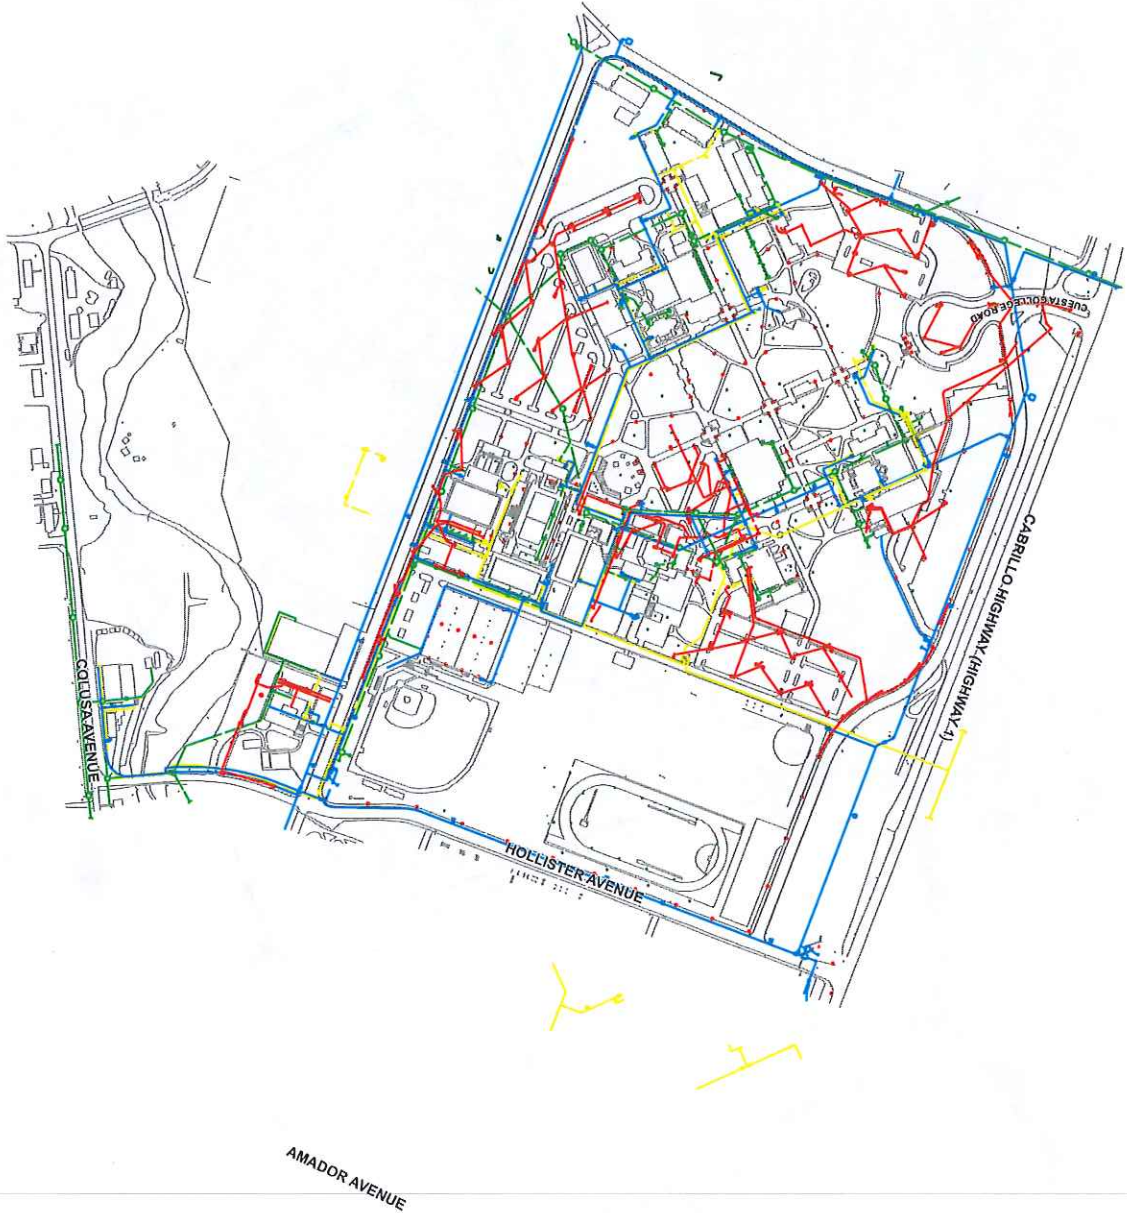 CUESTA COLLEGE ROAD
CABRILLO HIGHWAY (HIGHWAY 1)
COLUSA AVENUE
HOLLISTER AVENUE
AMADOR AVENUE